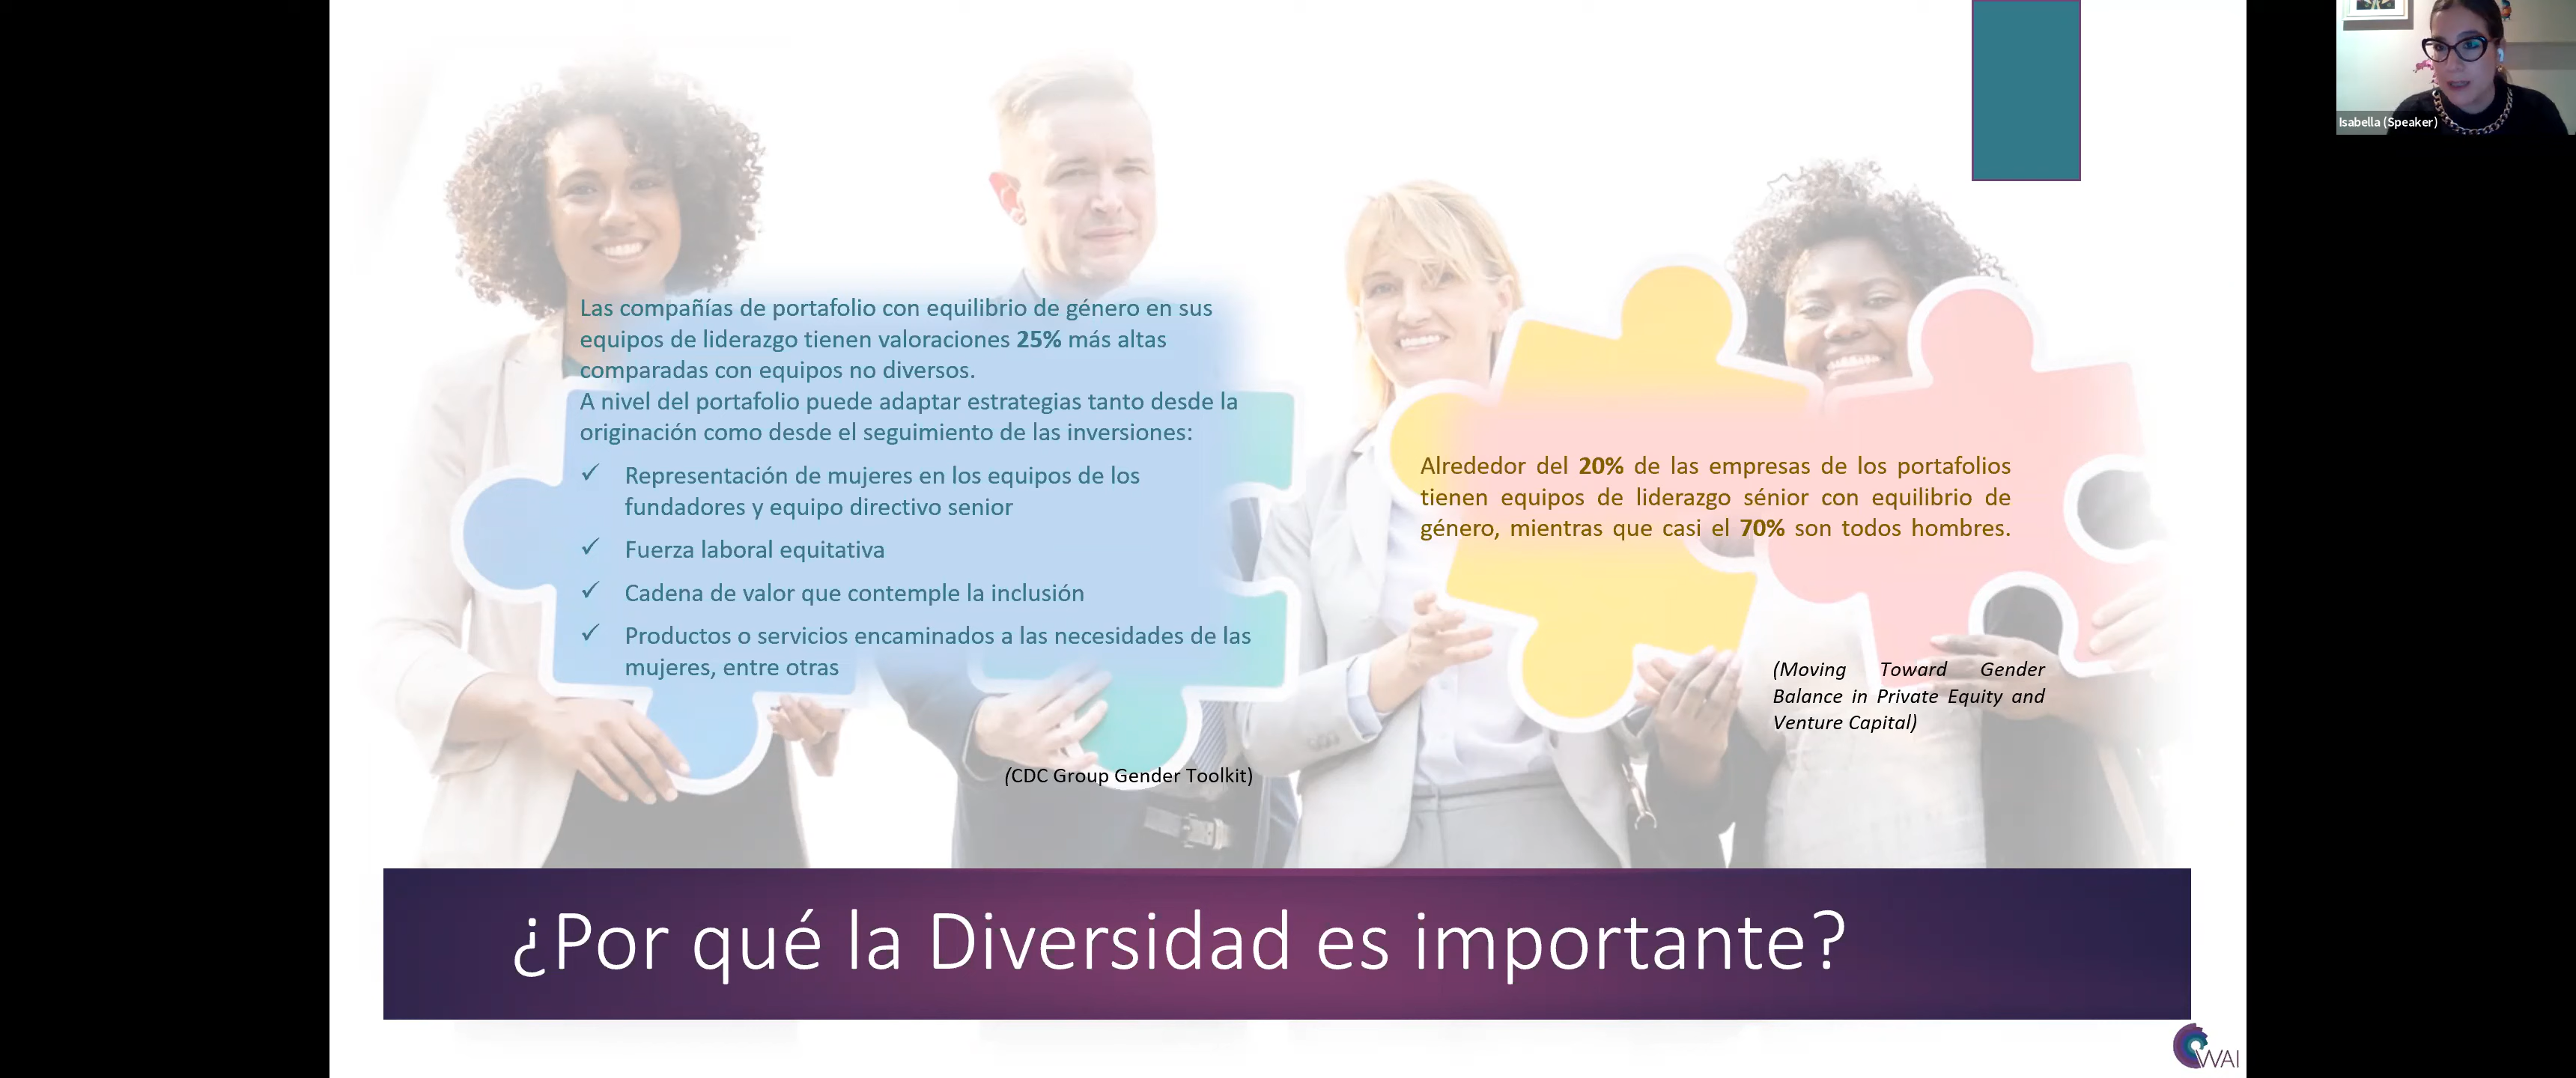 Isabella (Speaker)
Las compañías de portafolio con equilibrio de género en sus
equipos de liderazgo tienen valoraciones 25% más altas
comparadas con equipos no diversos.
A nivel del portafolio puede adaptar estrategias tanto desde la
originación como desde el seguimiento de las inversiones:
✓ Representación de mujeres en los equipos de los
fundadores y equipo directivo senior
✓ Fuerza laboral equitativa
✓ Cadena de valor que contemple la inclusión
✓ Productos o servicios encaminados a las necesidades de las
mujeres, entre otras
(CDC Group Gender Toolkit)
Alrededor del 20% de las empresas de los portafolios
tienen equipos de liderazgo sénior con equilibrio de
género, mientras que casi el 70% son todos hombres.
(Moving Toward Gender
Balance in Private Equity and
Venture Capital)
¿Por qué la Diversidad es importante?
WAI